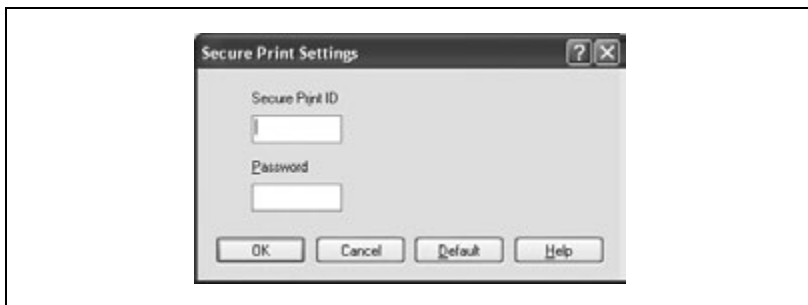 Secure Print Settings
Secure Print ID
Password
OK Cancel Default Help